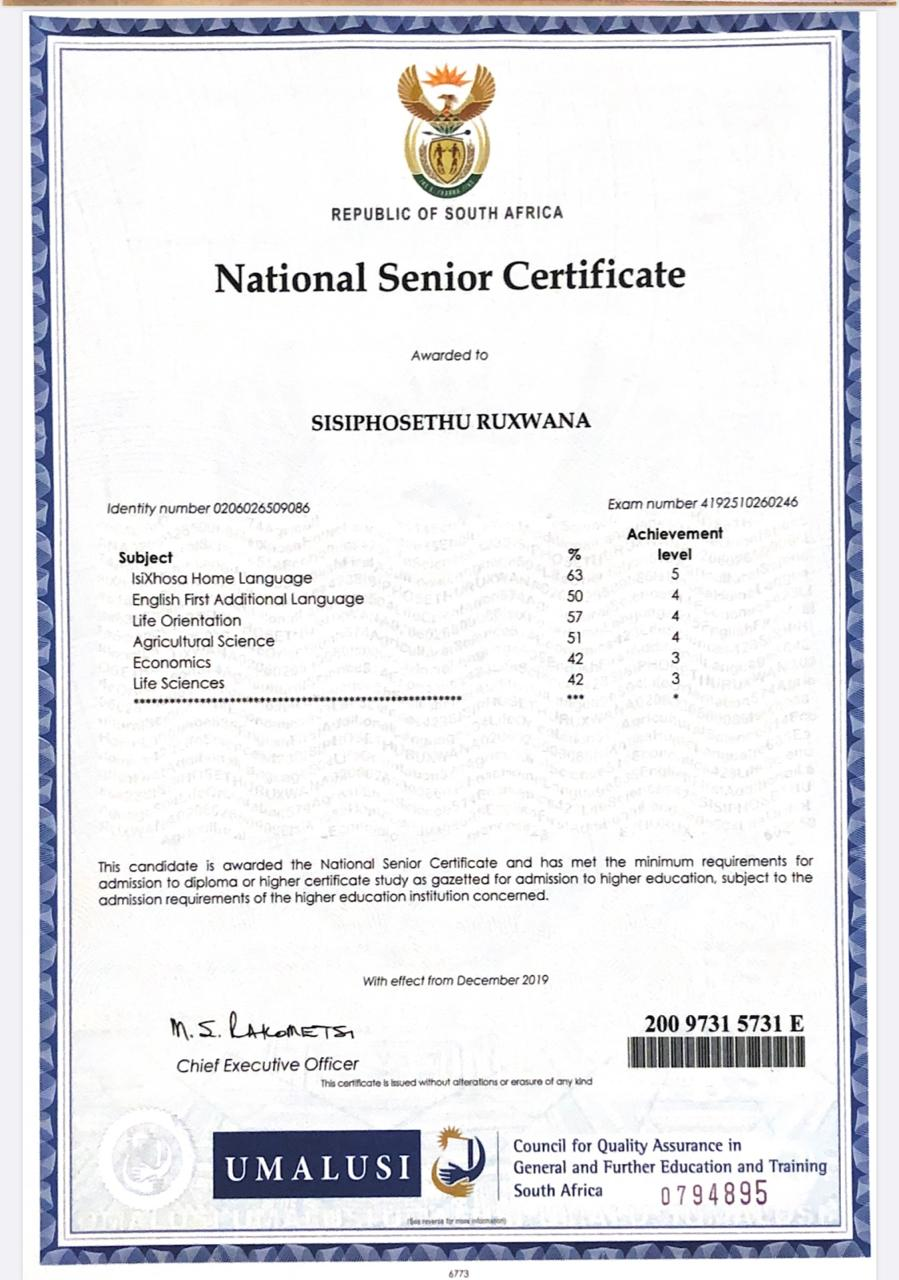 REPUBLIC OF SOUTH AFRICA
National Senior Certificate
Awarded to
SISIPHOSETHU RUXWANA
Identity number 0206026509086 Exam number 4192510260246
Subject % Achievement level
IsiXhosa Home Language 63 5
English First Additional Language 50 4
Life Orientation 57 4
Agricultural Science 51 4
Economics 42 3
Life Sciences 42 3
This candidate is awarded the National Senior Certificate and has met the minimum requirements for
admission to diploma or higher certificate study as gazetted for admission to higher education, subject to the
admission requirements of the higher education institution concerned.
With effect from December 2019
M.S. RAKOMETSI
Chief Executive Officer
200 9731 5731 E
This certificate is issued without alterations or erasure of any kind
UMALUSI
Council for Quality Assurance in
General and Further Education and Training
South Africa
0794895
(See reverse for more information)
6773